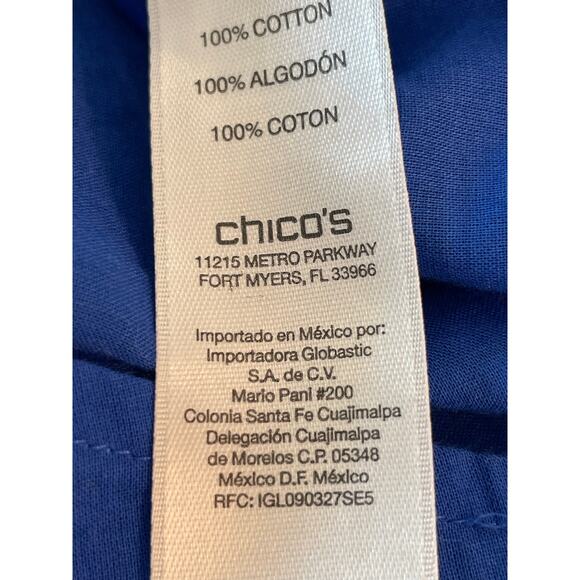 100% COTTON
100% ALGODÓN
100% COTON
chico's
11215 METRO PARKWAY
FORT MYERS, FL 33966
Importado en México por:
Importadora Globastic
S.A. de C.V.
Mario Pani #200
Colonia Santa Fe Cuajimalpa
Delegación Cuajimalpa
de Morelos C.P. 05348
México D.F. México
RFC: IGL090327SE5